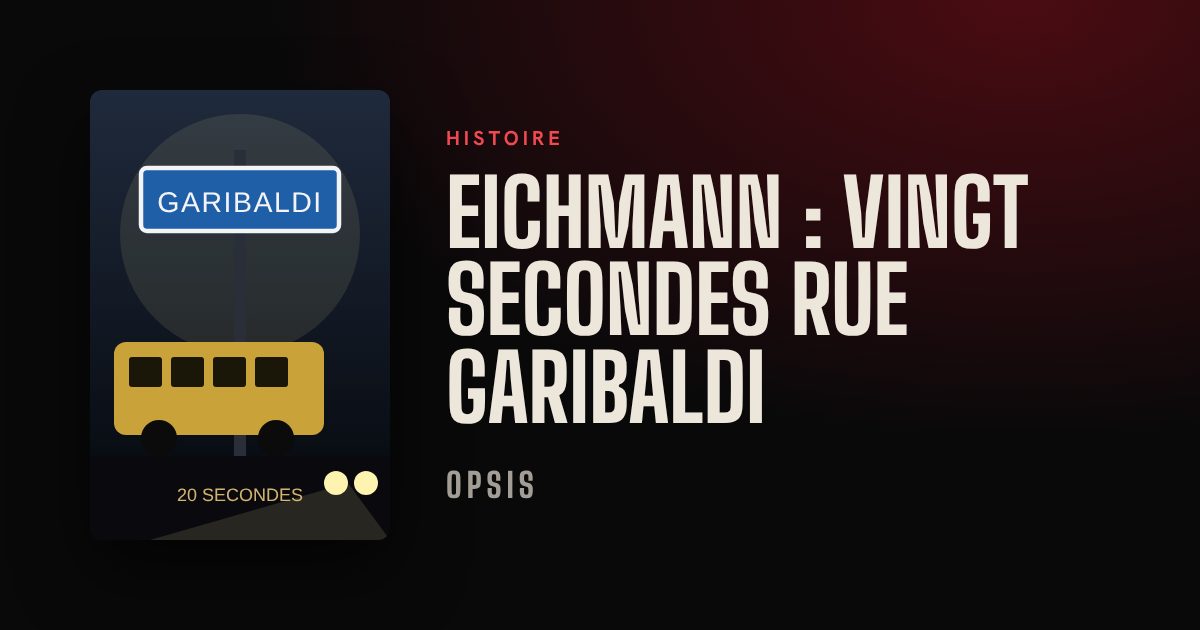 GARIBALDI
20 SECONDES
HISTOIRE
EICHMANN : VINGT
SECONDES RUE
GARIBALDI
OPSIS